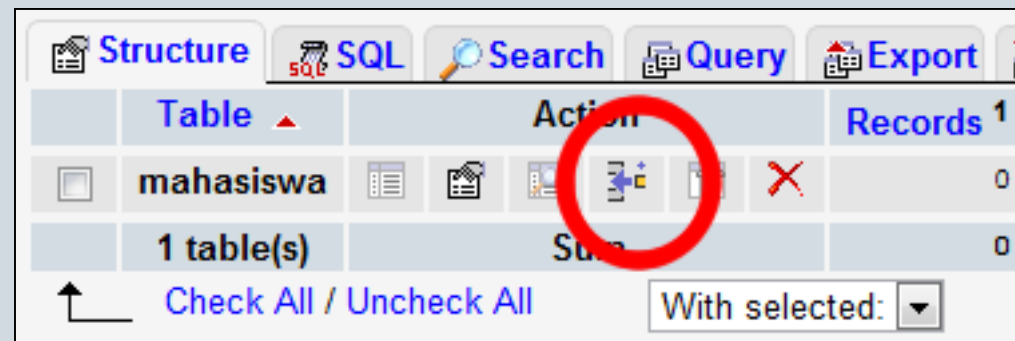 Structure SQL Search Query Export
Table Action Records 1
mahasiswa 0
1 table(s) Sum 0
Check All / Uncheck All With selected: